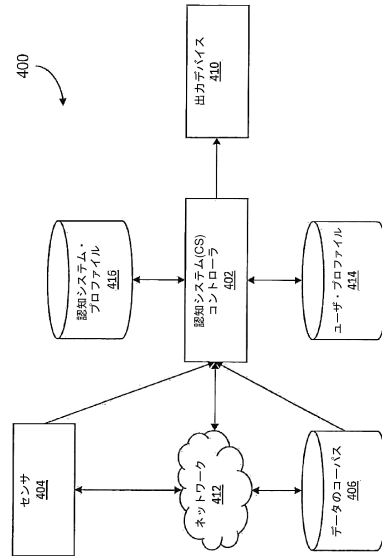 400
センサ
404
ネットワーク
412
データのコーパス
406
認知システム・
プロファイル
416
認知システム(CS)
コントローラ
402
ユーザ・プロファイル
414
出力デバイス
410